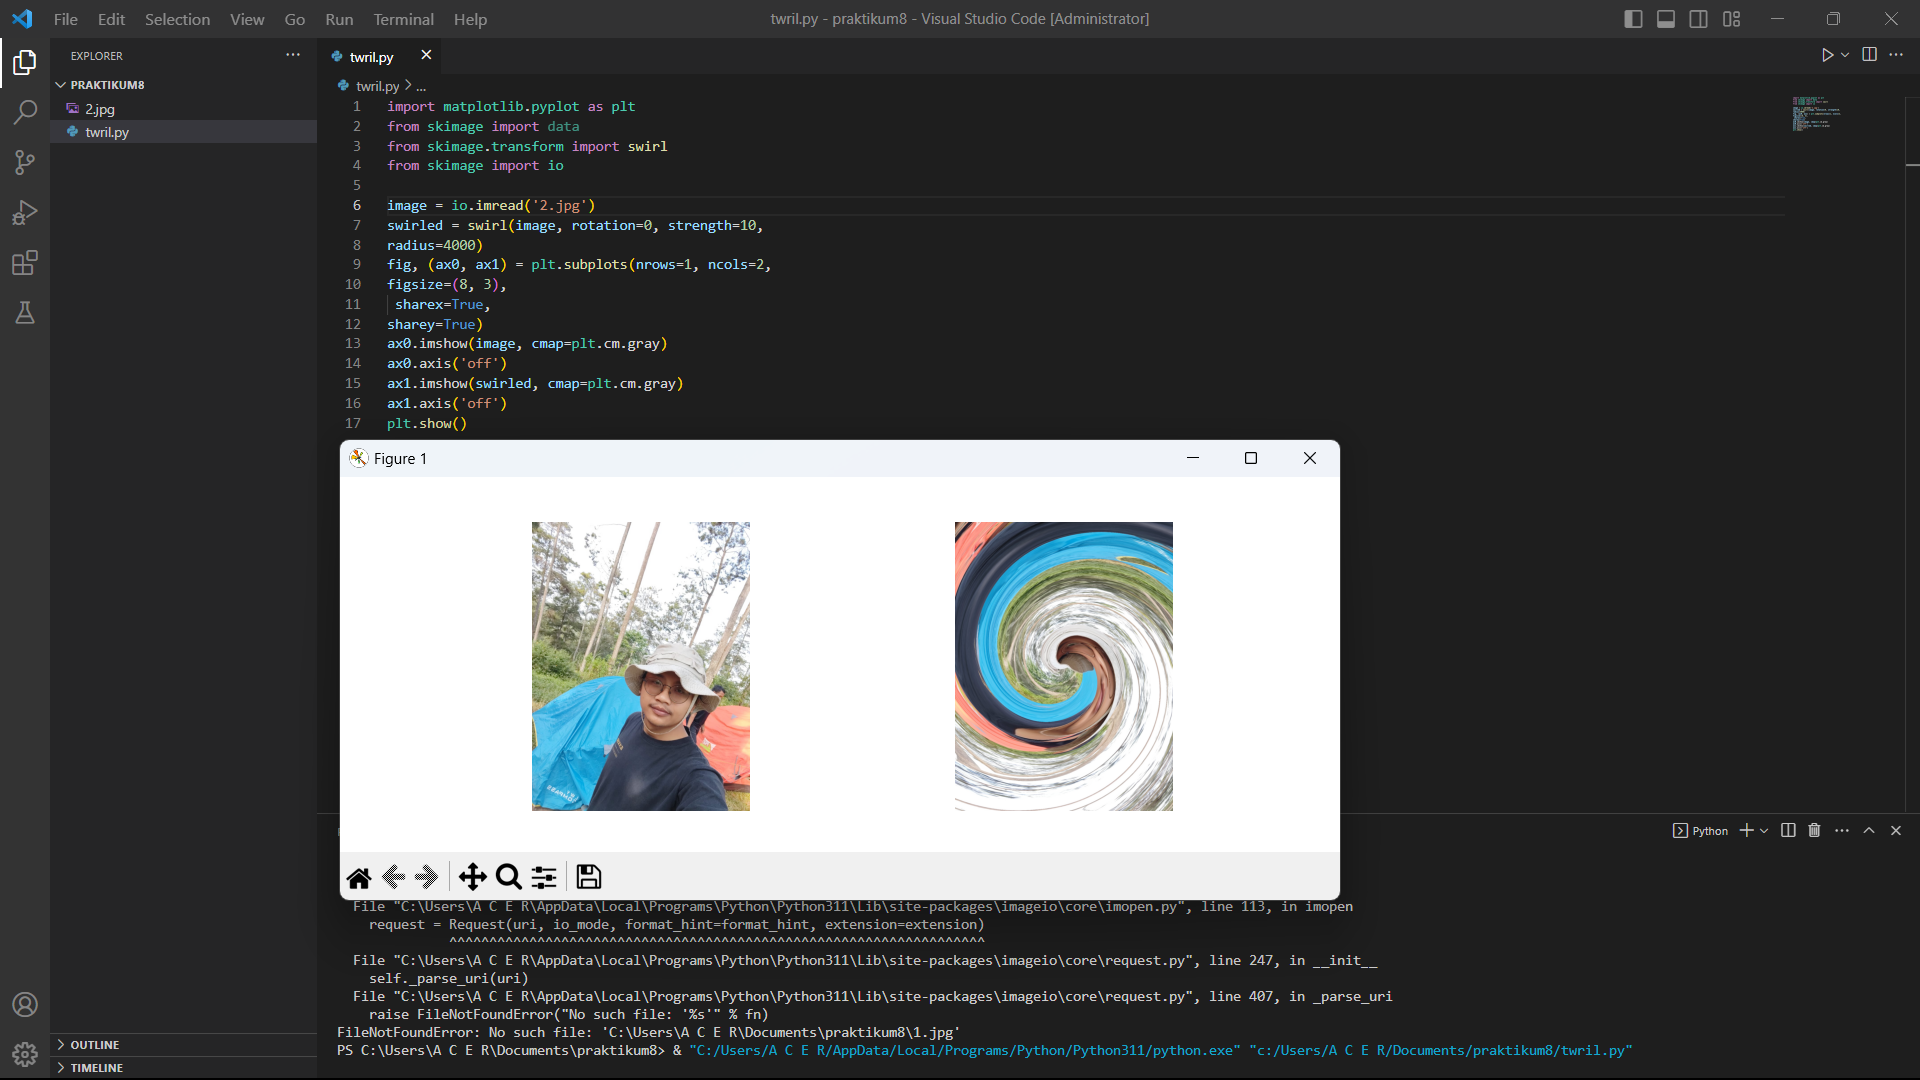 File Edit Selection View Go Run Terminal Help
twril.py - praktikum8 - Visual Studio Code [Administrator]
EXPLORER
PRAKTIKUM8
2.jpg
twril.py
OUTLINE
TIMELINE
twril.py
twril.py > ...
1 import matplotlib.pyplot as plt
2 from skimage import data
3 from skimage.transform import swirl
4 from skimage import io
5
6 image = io.imread('2.jpg')
7 swirled = swirl(image, rotation=0, strength=10,
8 radius=4000)
9 fig, (ax0, ax1) = plt.subplots(nrows=1, ncols=2,
10 figsize=(8, 3),
11 sharex=True,
12 sharey=True)
13 ax0.imshow(image, cmap=plt.cm.gray)
14 ax0.axis('off')
15 ax1.imshow(swirled, cmap=plt.cm.gray)
16 ax1.axis('off')
17 plt.show()
Figure 1
Python
File "C:\Users\A C E R\AppData\Local\Programs\Python\Python311\Lib\site-packages\imageio\core\imopen.py", line 113, in imopen
request = Request(uri, io_mode, format_hint=format_hint, extension=extension)
^^^^^^^^^^^^^^^^^^^^^^^^^^^^^^^^^^^^^^^^^^^^^^^^^^^^^^^^^^^^^^^^^^^
File "C:\Users\A C E R\AppData\Local\Programs\Python\Python311\Lib\site-packages\imageio\core\request.py", line 247, in __init__
self._parse_uri(uri)
File "C:\Users\A C E R\AppData\Local\Programs\Python\Python311\Lib\site-packages\imageio\core\request.py", line 407, in _parse_uri
raise FileNotFoundError("No such file: '%s'" % fn)
FileNotFoundError: No such file: 'C:\Users\A C E R\Documents\praktikum8\1.jpg'
PS C:\Users\A C E R\Documents\praktikum8> & "C:/Users/A C E R/AppData/Local/Programs/Python/Python311/python.exe" "c:/Users/A C E R/Documents/praktikum8/twril.py"